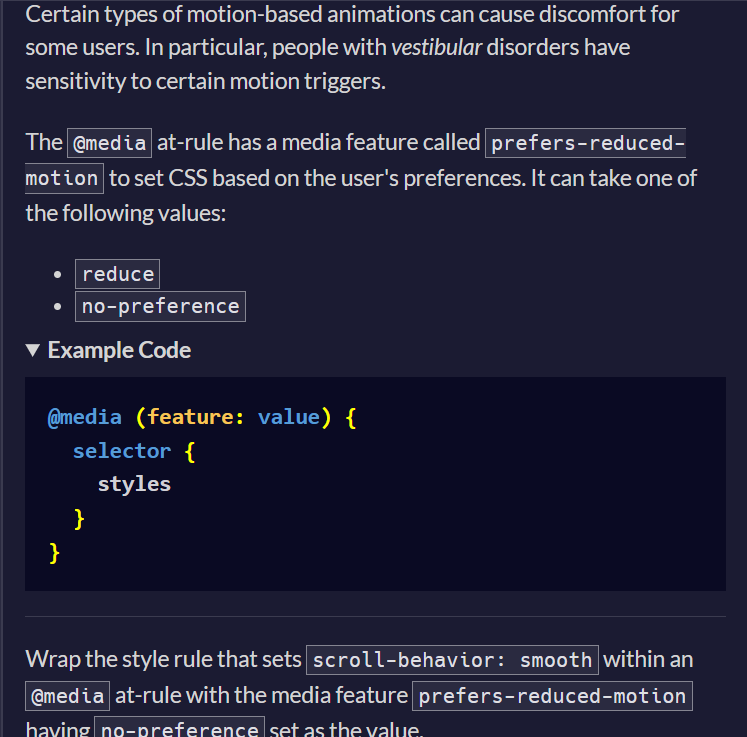 Certain types of motion-based animations can cause discomfort for
some users. In particular, people with vestibular disorders have
sensitivity to certain motion triggers.
The @media at-rule has a media feature called prefers-reduced-
motion to set CSS based on the user's preferences. It can take one of
the following values:
reduce
no-preference
Example Code
@media (feature: value) {
selector {
styles
}
}
Wrap the style rule that sets scroll-behavior: smooth within an
@media at-rule with the media feature prefers-reduced-motion
having no-preference set as the value.